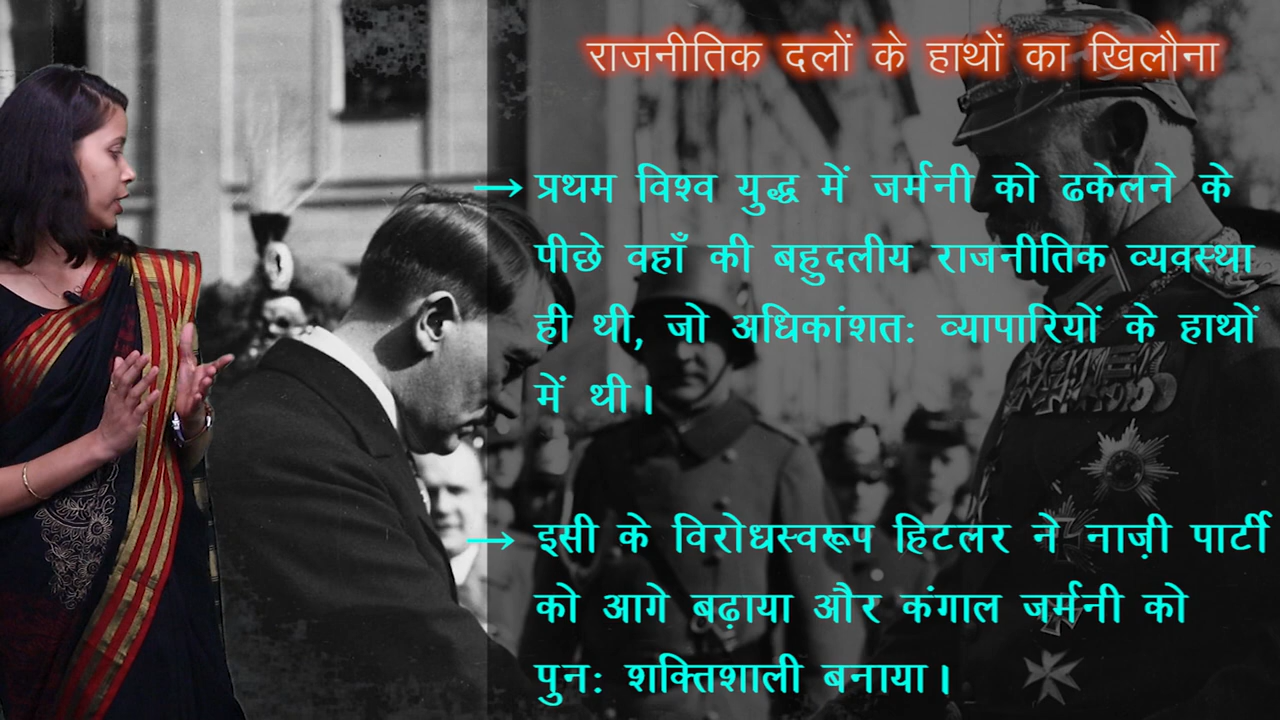 राजनीतिक दलों के हाथों का खिलौना
→ प्रथम विश्व युद्ध में जर्मनी को ढकेलने के
पीछे वहाँ की बहुदलीय राजनीतिक व्यवस्था
ही थी, जो अधिकांशत: व्यापारियों के हाथों
में थी।
→ इसी के विरोधस्वरूप हिटलर ने नाज़ी पार्टी
को आगे बढ़ाया और कंगाल जर्मनी को
पुन: शक्तिशाली बनाया।